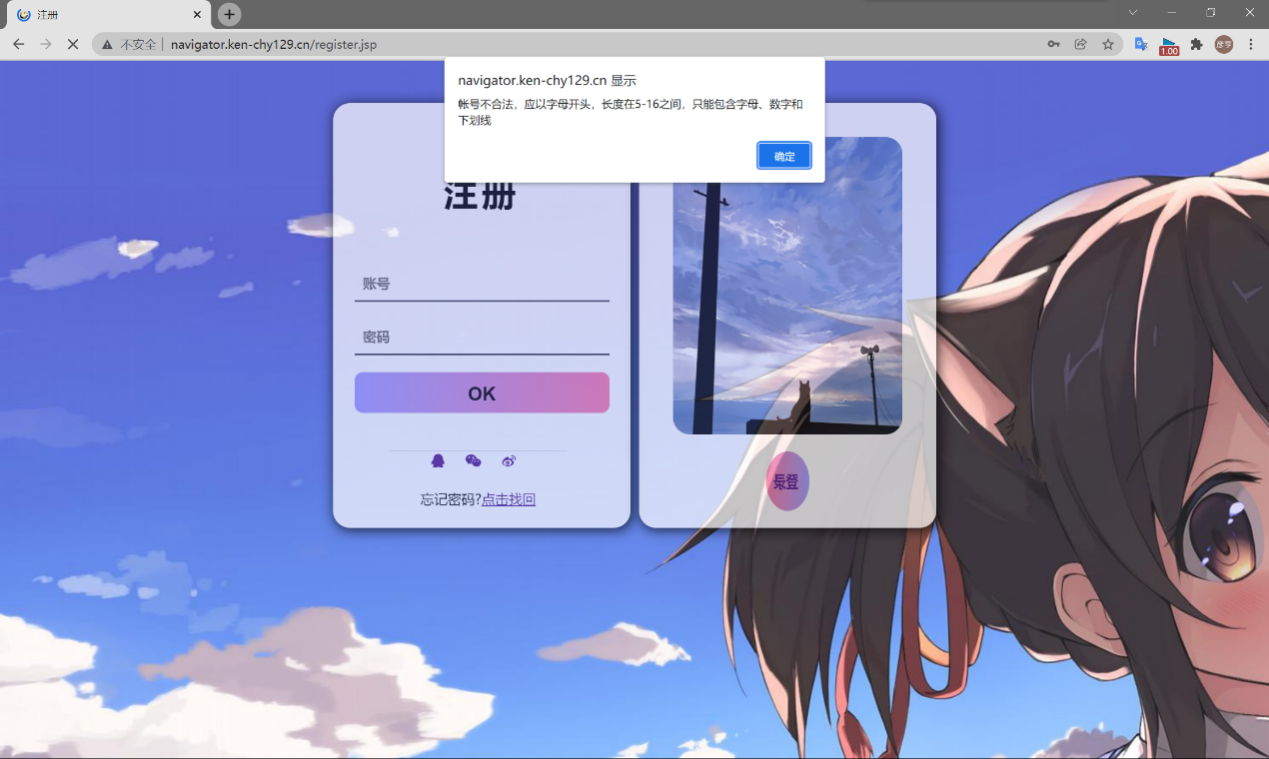 注册
不安全 navigator.ken-chy129.cn/register.jsp
1.00
navigator.ken-chy129.cn 显示
帐号不合法，应以字母开头，长度在5-16之间，只能包含字母、数字和
下划线
确定
注册
账号
密码
OK
忘记密码?点击找回